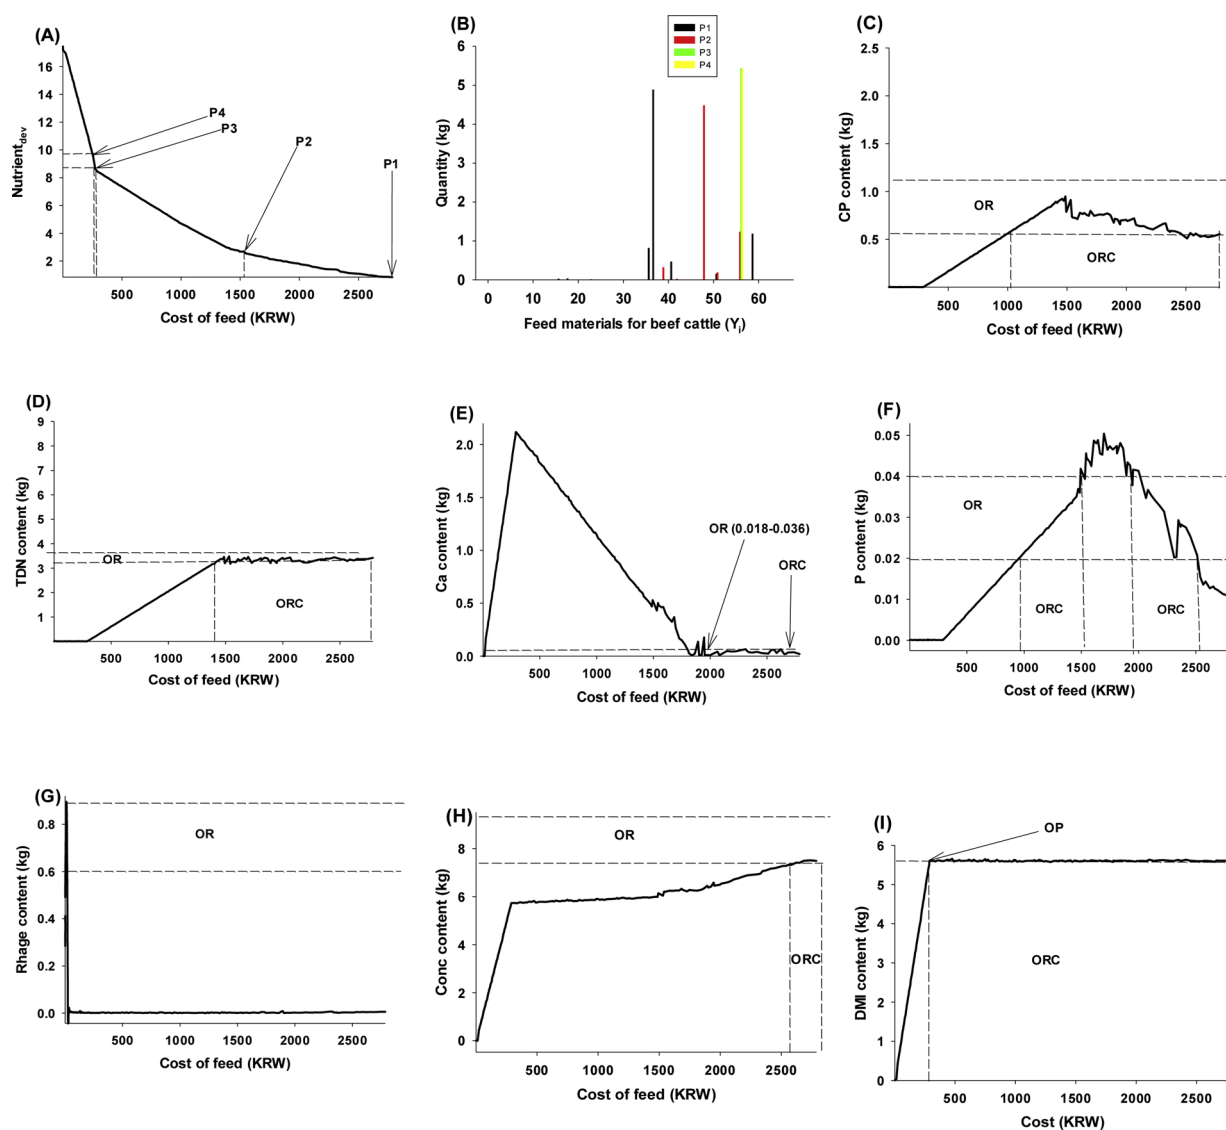 (A)
16
14
12
10
8
6
4
2
Nutrient_dev
P4
P3
P2
P1
500
1000
1500
2000
2500
Cost of feed (KRW)
(B)
P1
P2
P3
P4
6
5
4
3
2
1
0
Quantity (kg)
0
10
20
30
40
50
60
Feed materials for beef cattle (Y_i)
(C)
2.5
2.0
1.5
1.0
0.5
CP content (kg)
OR
ORC
500
1000
1500
2000
2500
Cost of feed (KRW)
(D)
9
8
7
6
5
4
3
2
1
TDN content (kg)
OR
ORC
500
1000
1500
2000
2500
Cost of feed (KRW)
(E)
2.0
1.5
1.0
0.5
0.0
Ca content (kg)
OR (0.018-0.036)
ORC
500
1000
1500
2000
2500
Cost of feed (KRW)
(F)
0.05
0.04
0.03
0.02
0.01
0.00
P content (kg)
OR
ORC
ORC
500
1000
1500
2000
2500
Cost of feed (KRW)
(G)
0.8
0.6
0.4
0.2
0.0
Rhage content (kg)
OR
500
1000
1500
2000
2500
Cost of feed (KRW)
(H)
8
6
4
2
0
Conc content (kg)
OR
ORC
500
1000
1500
2000
2500
Cost of feed (KRW)
(I)
6
5
4
3
2
1
0
DMI content (kg)
OP
ORC
500
1000
1500
2000
2500
Cost (KRW)